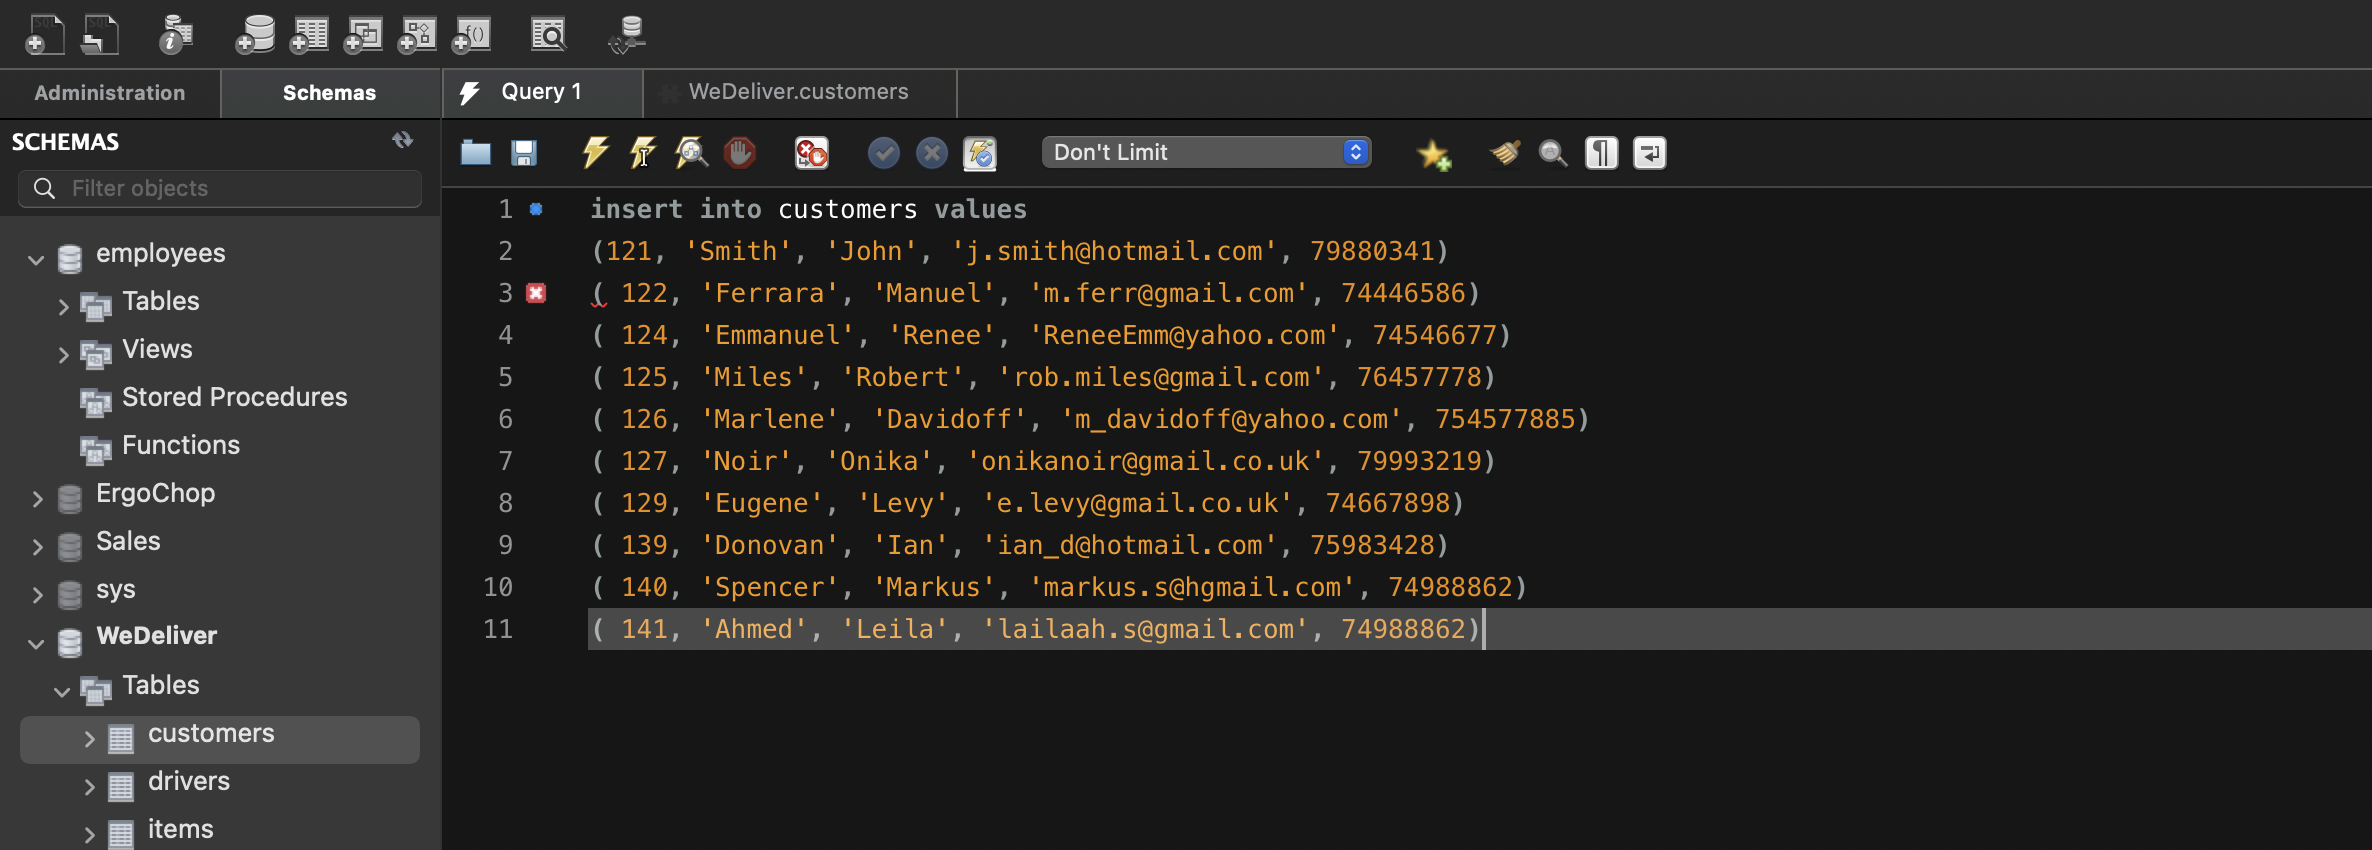 Administration
Schemas
Query 1
WeDeliver.customers
SCHEMAS
Filter objects
Don't Limit
employees
Tables
Views
Stored Procedures
Functions
ErgoChop
Sales
sys
WeDeliver
Tables
customers
drivers
items
1 insert into customers values
2 (121, 'Smith', 'John', 'j.smith@hotmail.com', 79880341)
3 ( 122, 'Ferrara', 'Manuel', 'm.ferr@gmail.com', 74446586)
4 ( 124, 'Emmanuel', 'Renee', 'ReneeEmm@yahoo.com', 74546677)
5 ( 125, 'Miles', 'Robert', 'rob.miles@gmail.com', 76457778)
6 ( 126, 'Marlene', 'Davidoff', 'm_davidoff@yahoo.com', 754577885)
7 ( 127, 'Noir', 'Onika', 'onikanoir@gmail.co.uk', 79993219)
8 ( 129, 'Eugene', 'Levy', 'e.levy@gmail.co.uk', 74667898)
9 ( 139, 'Donovan', 'Ian', 'ian_d@hotmail.com', 75983428)
10 ( 140, 'Spencer', 'Markus', 'markus.s@hgmail.com', 74988862)
11 ( 141, 'Ahmed', 'Leila', 'lailaah.s@gmail.com', 74988862)